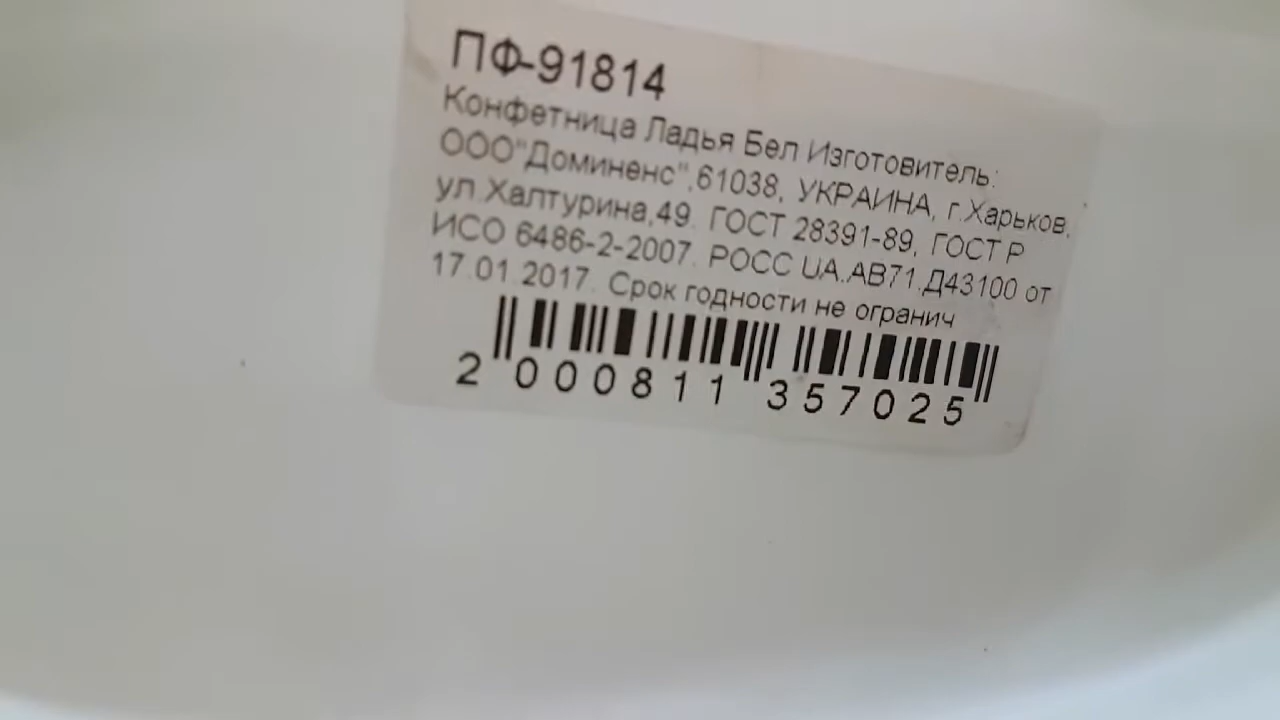 ПФ-91814
Конфетница Ладья Бел Изготовитель:
ООО"Доминенс",61038, УКРАИНА, г.Харьков,
ул.Халтурина,49. ГОСТ 28391-89, ГОСТ Р
ИСО 6486-2-2007. РОСС UA.АВ71.Д43100 от
17.01.2017. Срок годности не огранич
2 000811 357025